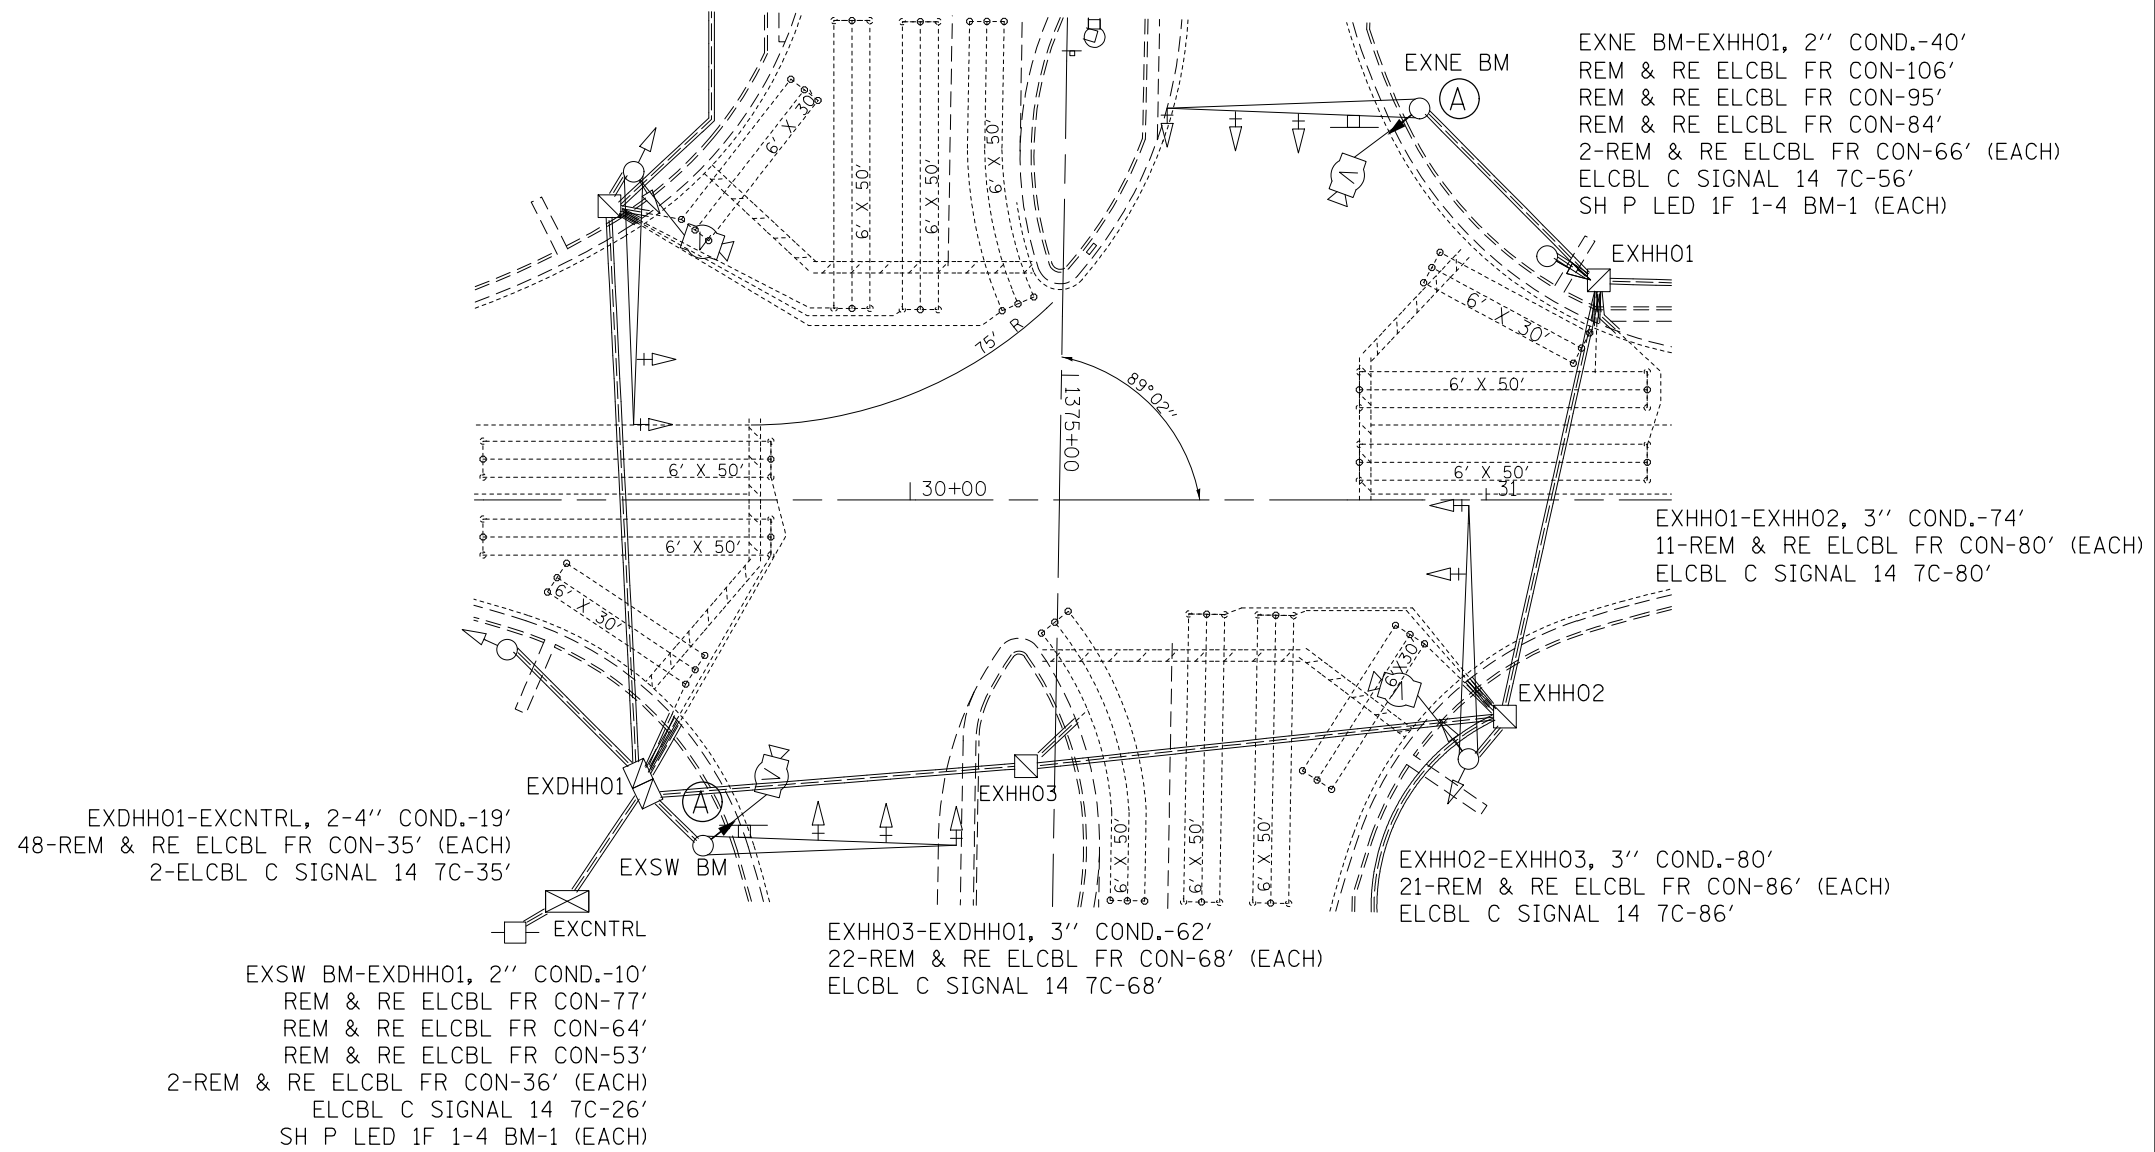 EXNE BM
A
EXNE BM-EXHH01, 2'' COND.-40'
REM & RE ELCBL FR CON-106'
REM & RE ELCBL FR CON-95'
REM & RE ELCBL FR CON-84'
2-REM & RE ELCBL FR CON-66' (EACH)
ELCBL C SIGNAL 14 7C-56'
SH P LED 1F 1-4 BM-1 (EACH)
6' X 30'
6' X 50'
6' X 50'
6' X 50'
V
V
EXHH01
6' X 30'
75' R
89°02''
1375+00
6' X 50'
6' X 50'
6' X 50'
30+00
31
6' X 50'
EXHH01-EXHH02, 3'' COND.-74'
11-REM & RE ELCBL FR CON-80' (EACH)
ELCBL C SIGNAL 14 7C-80'
6' X 30'
6'X30'
V
EXHH02
EXDHH01
A
V
EXHH03
EXSW BM
6' X 50'
6' X 50'
6' X 50'
EXDHH01-EXCNTRL, 2-4'' COND.-19'
48-REM & RE ELCBL FR CON-35' (EACH)
2-ELCBL C SIGNAL 14 7C-35'
EXCNTRL
EXHH02-EXHH03, 3'' COND.-80'
21-REM & RE ELCBL FR CON-86' (EACH)
ELCBL C SIGNAL 14 7C-86'
EXHH03-EXDHH01, 3'' COND.-62'
22-REM & RE ELCBL FR CON-68' (EACH)
ELCBL C SIGNAL 14 7C-68'
EXSW BM-EXDHH01, 2'' COND.-10'
REM & RE ELCBL FR CON-77'
REM & RE ELCBL FR CON-64'
REM & RE ELCBL FR CON-53'
2-REM & RE ELCBL FR CON-36' (EACH)
ELCBL C SIGNAL 14 7C-26'
SH P LED 1F 1-4 BM-1 (EACH)